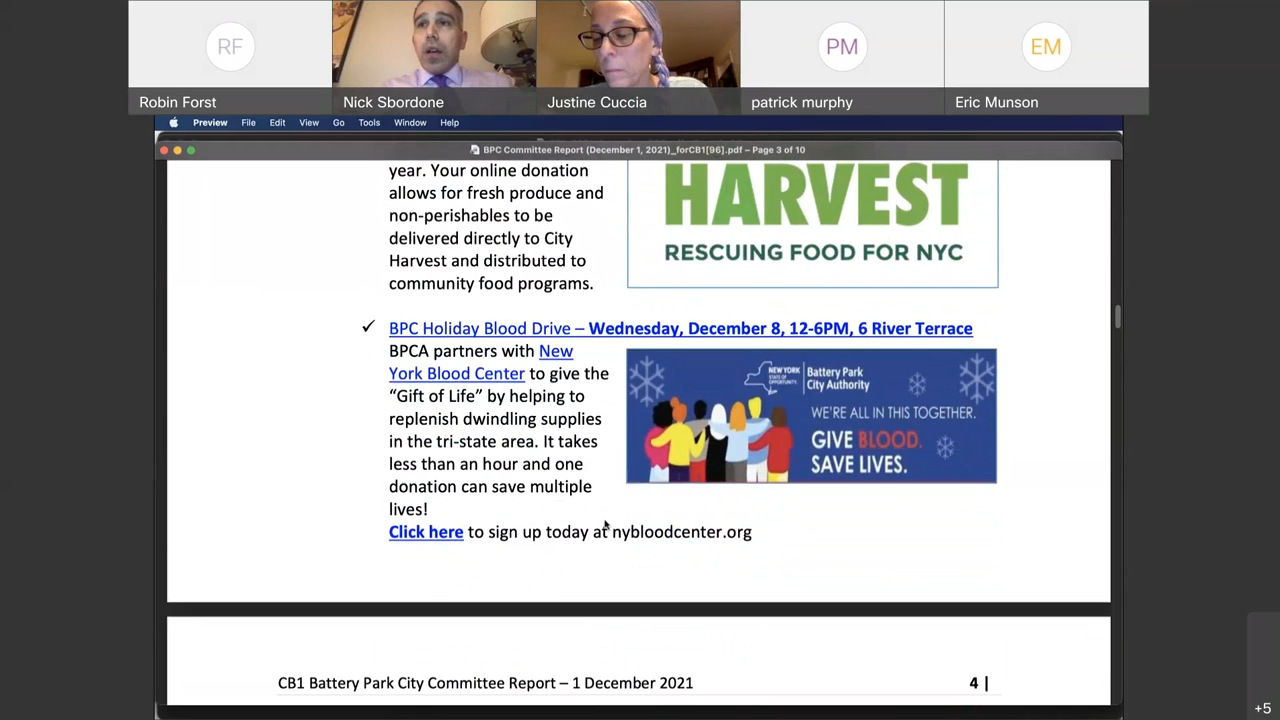 RF
PM
EM
Robin Forst
Nick Sbordone
Justine Cuccia
patrick murphy
Eric Munson
Preview File Edit View Go Tools Window Help
BPC Committee Report (December 1, 2021)_forCB1[96].pdf – Page 3 of 10
year. Your online donation
allows for fresh produce and
non-perishables to be
delivered directly to City
Harvest and distributed to
community food programs.
HARVEST
RESCUING FOOD FOR NYC
✓ BPC Holiday Blood Drive – Wednesday, December 8, 12-6PM, 6 River Terrace
BPCA partners with New
York Blood Center to give the
“Gift of Life” by helping to
replenish dwindling supplies
in the tri-state area. It takes
less than an hour and one
donation can save multiple
lives!
Click here to sign up today at nybloodcenter.org
NEW YORK
STATE OF
OPPORTUNITY.
Battery Park
City Authority
WE'RE ALL IN THIS TOGETHER.
GIVE BLOOD.
SAVE LIVES.
CB1 Battery Park City Committee Report – 1 December 2021 4 |
+5